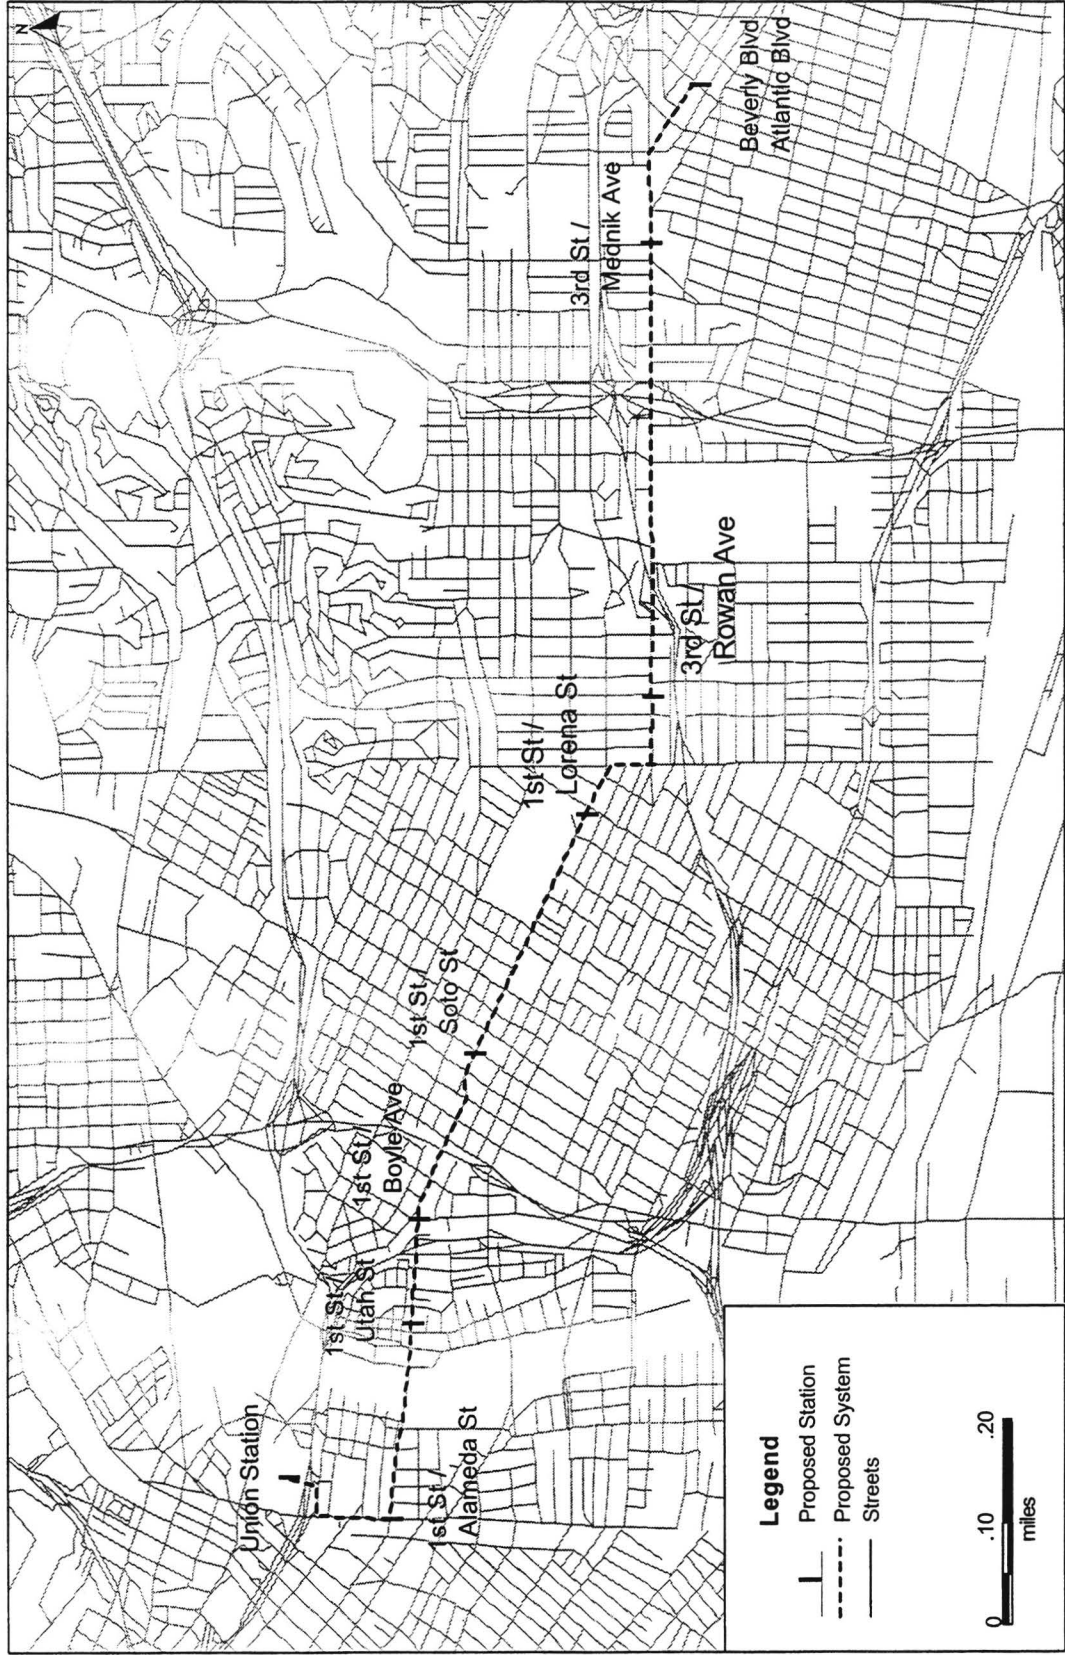 N
Union Station
1st St /
Alameda St
1st St /
Utah St
1st St /
Boyle Ave
1st St /
Soto St
1st St /
Lorena St
3rd St /
Rowan Ave
3rd St /
Mednik Ave
Beverly Blvd
Atlantic Blvd
Legend
Proposed Station
Proposed System
Streets
0 .10 .20
miles